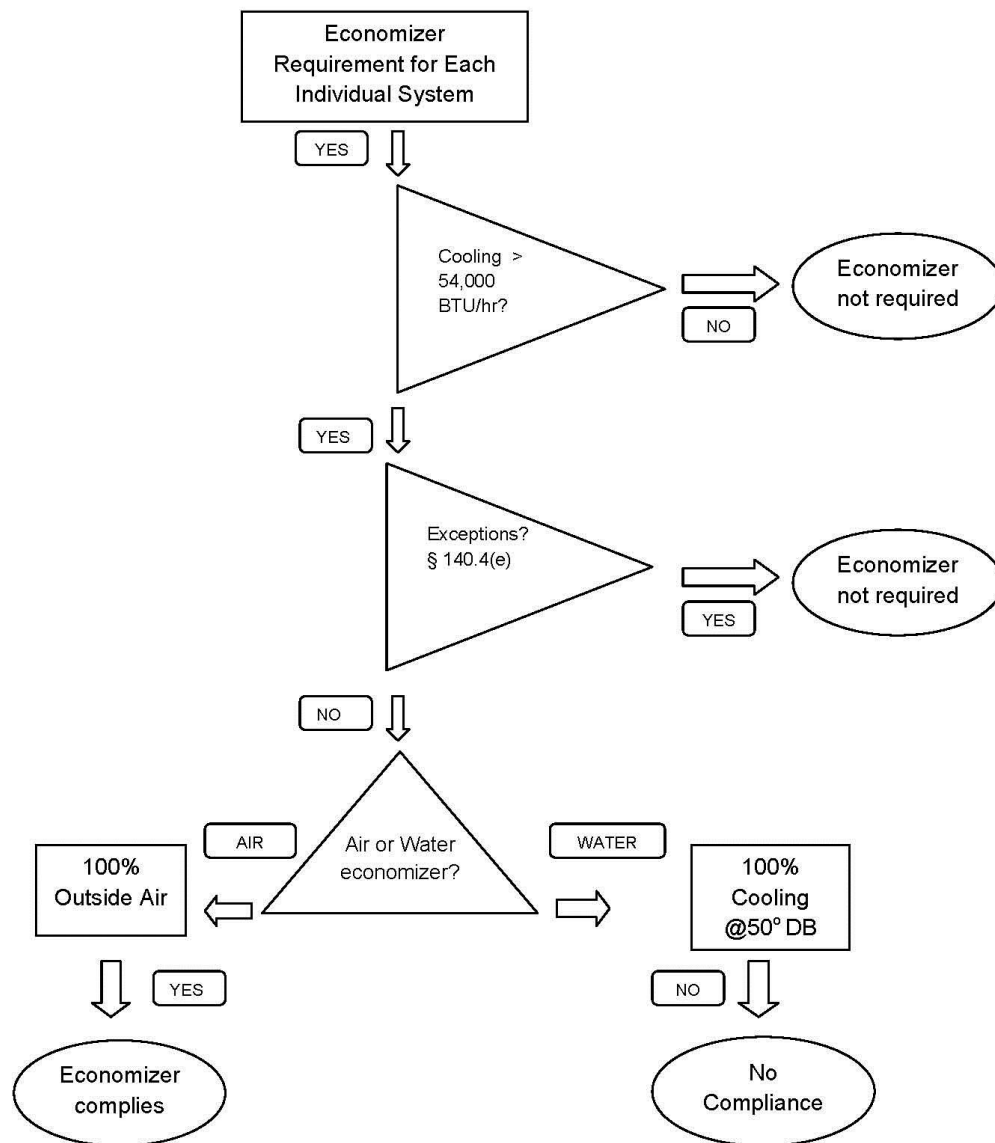 Economizer
Requirement for Each
Individual System
YES
Cooling >
54,000
BTU/hr?
NO
Economizer
not required
YES
Exceptions?
§ 140.4(e)
YES
Economizer
not required
NO
Air or Water
economizer?
AIR
WATER
100%
Outside Air
100%
Cooling
@50° DB
YES
NO
Economizer
complies
No
Compliance